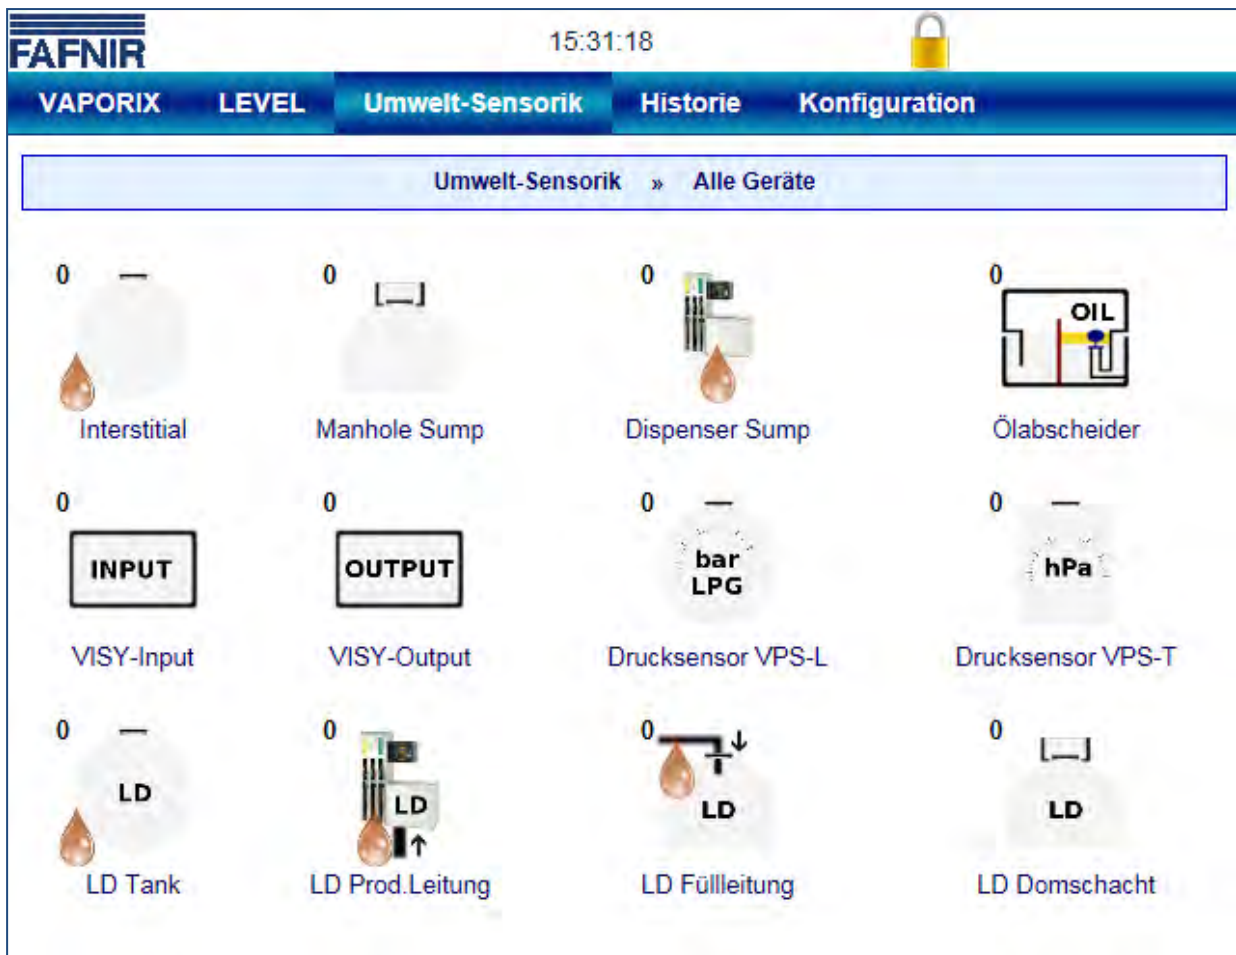 FAFNIR 15:31:18
VAPORIX LEVEL Umwelt-Sensorik Historie Konfiguration
Umwelt-Sensorik » Alle Geräte
0 0 0 0
OIL
Interstitial Manhole Sump Dispenser Sump Ölabscheider
0 0 0 0
INPUT OUTPUT bar LPG hPa
VISY-Input VISY-Output Drucksensor VPS-L Drucksensor VPS-T
0 0 0 0
LD LD LD LD
LD Tank LD Prod.Leitung LD Füllleitung LD Domschacht